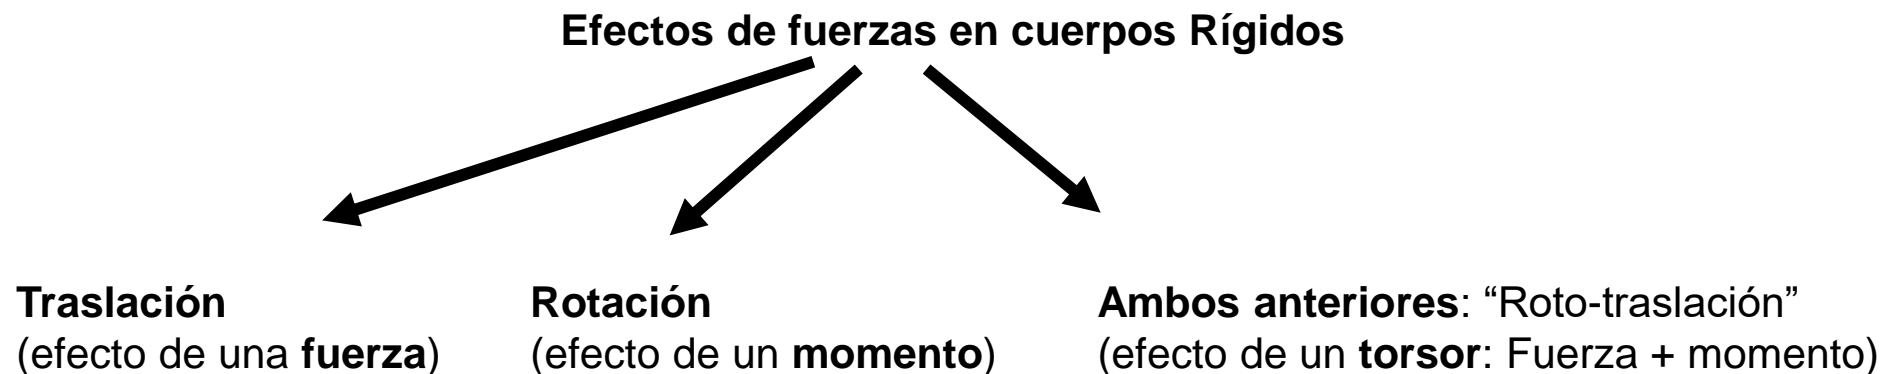 Efectos de fuerzas en cuerpos Rígidos
Traslación
(efecto de una fuerza)
Rotación
(efecto de un momento)
Ambos anteriores: “Roto-traslación”
(efecto de un torsor: Fuerza + momento)